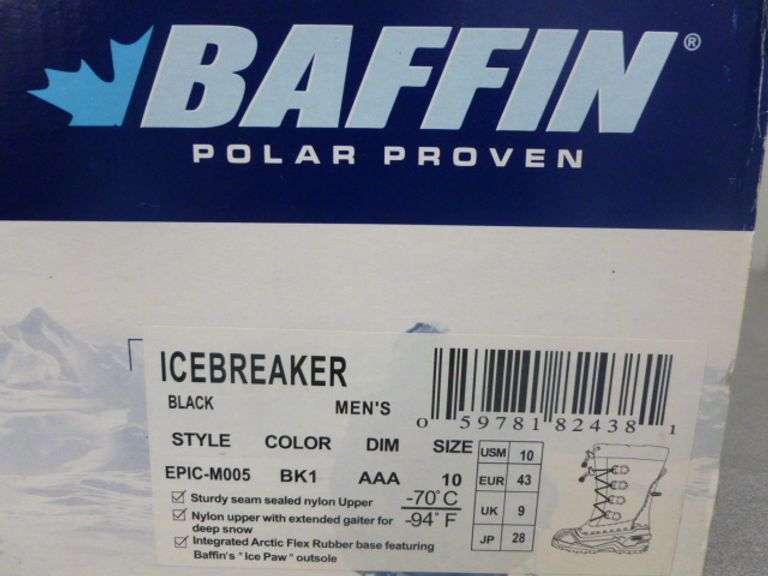 BAFFIN®
POLAR PROVEN
ICEBREAKER
BLACK
MEN'S
0 59781 82438 1
STYLE COLOR DIM SIZE
EPIC-M005 BK1 AAA 10
USM 10
EUR 43
UK 9
JP 28
Sturdy seam sealed nylon Upper
-70°C
-94°F
Nylon upper with extended gaiter for
deep snow
Integrated Arctic Flex Rubber base featuring
Baffin's "Ice Paw" outsole